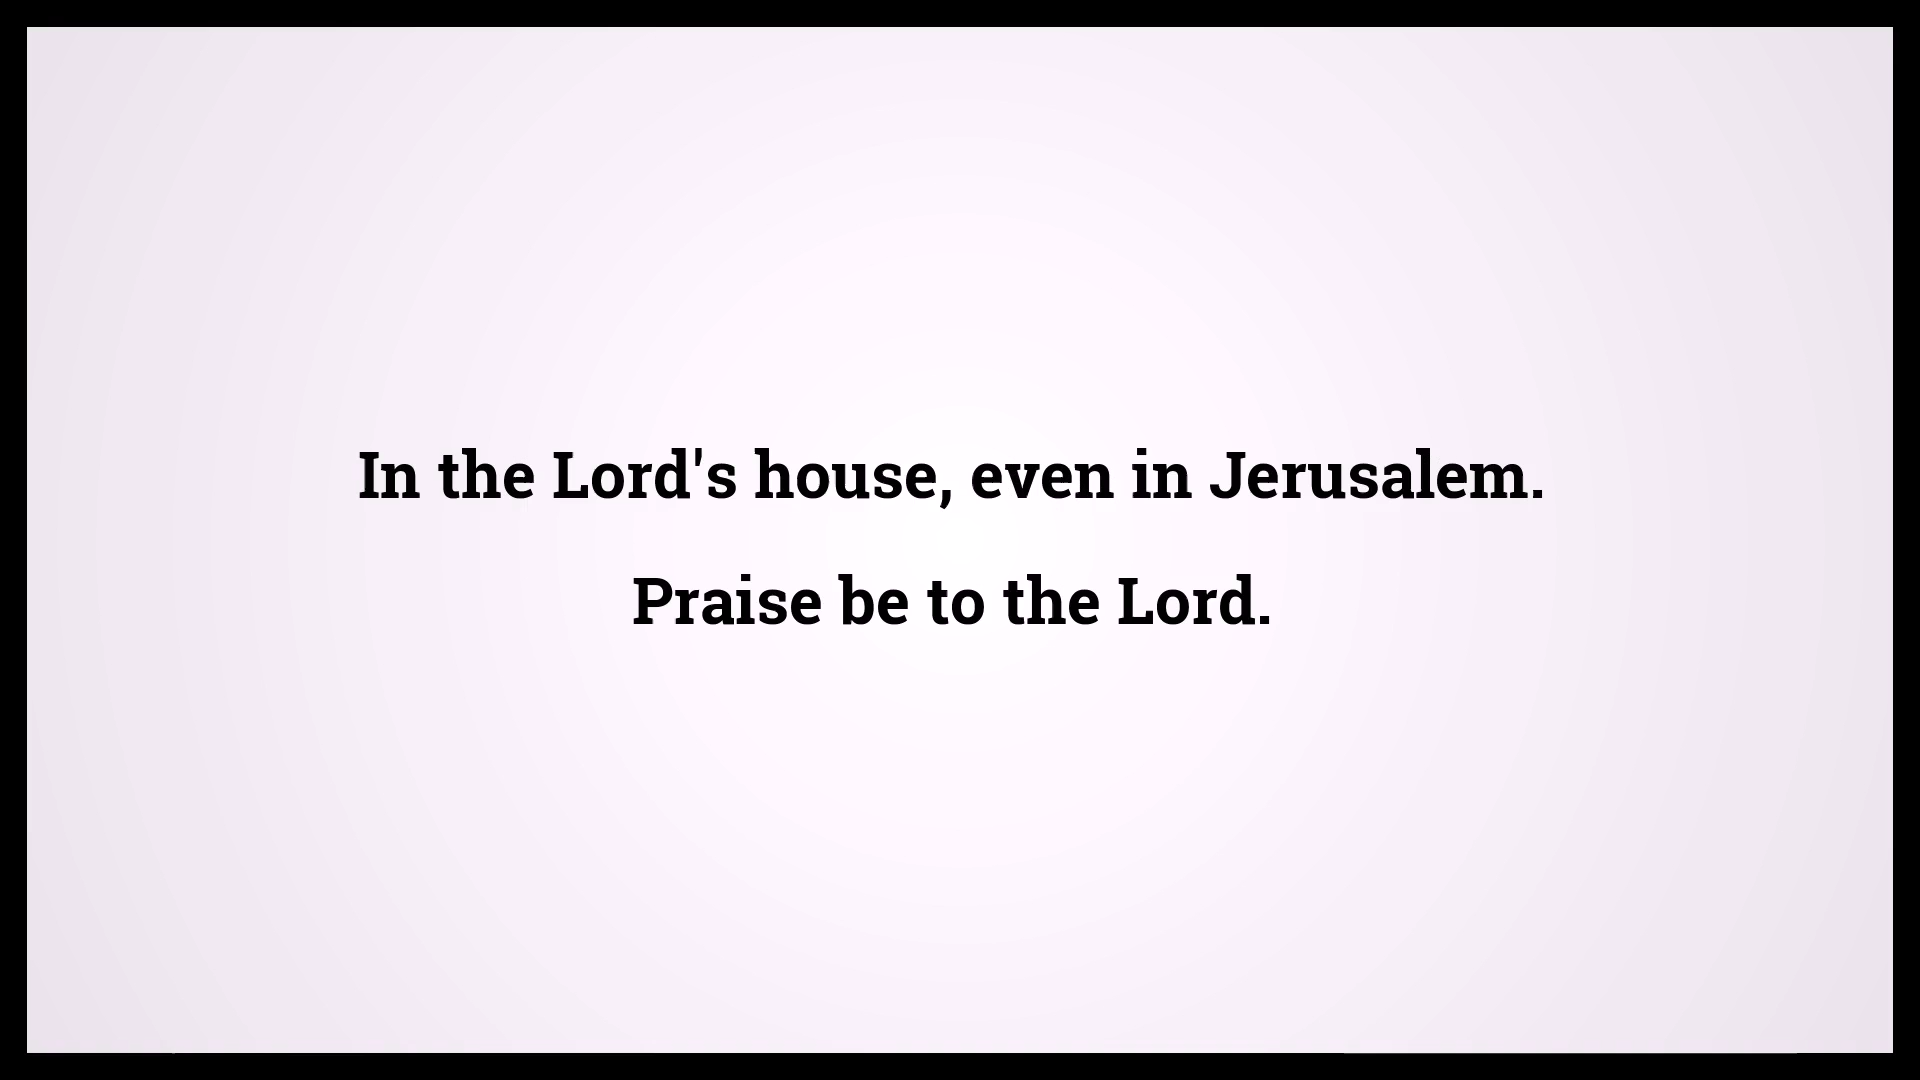 In the Lord's house, even in Jerusalem.
Praise be to the Lord.